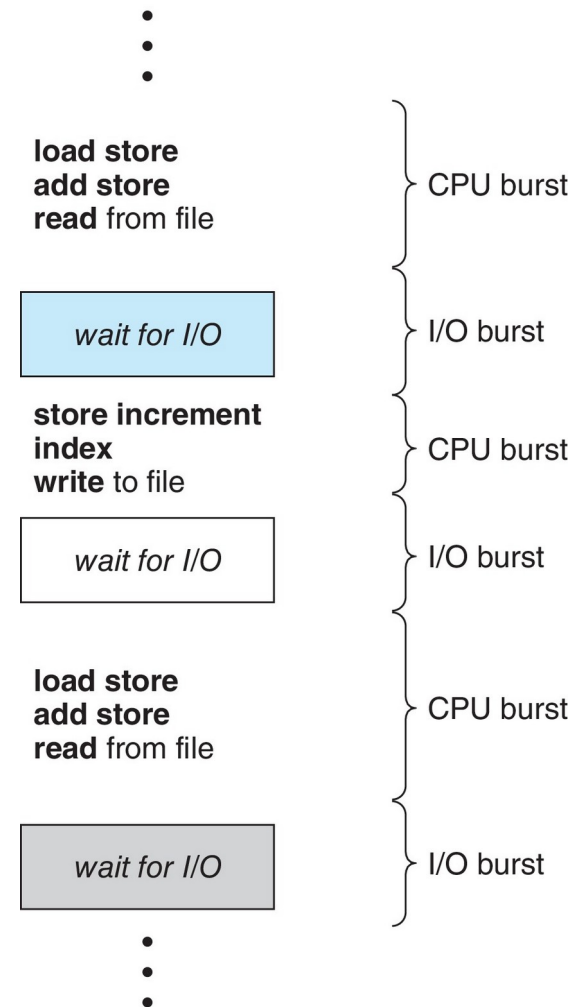 load store
add store
read from file
CPU burst
wait for I/O
I/O burst
store increment
index
write to file
CPU burst
wait for I/O
I/O burst
load store
add store
read from file
CPU burst
wait for I/O
I/O burst